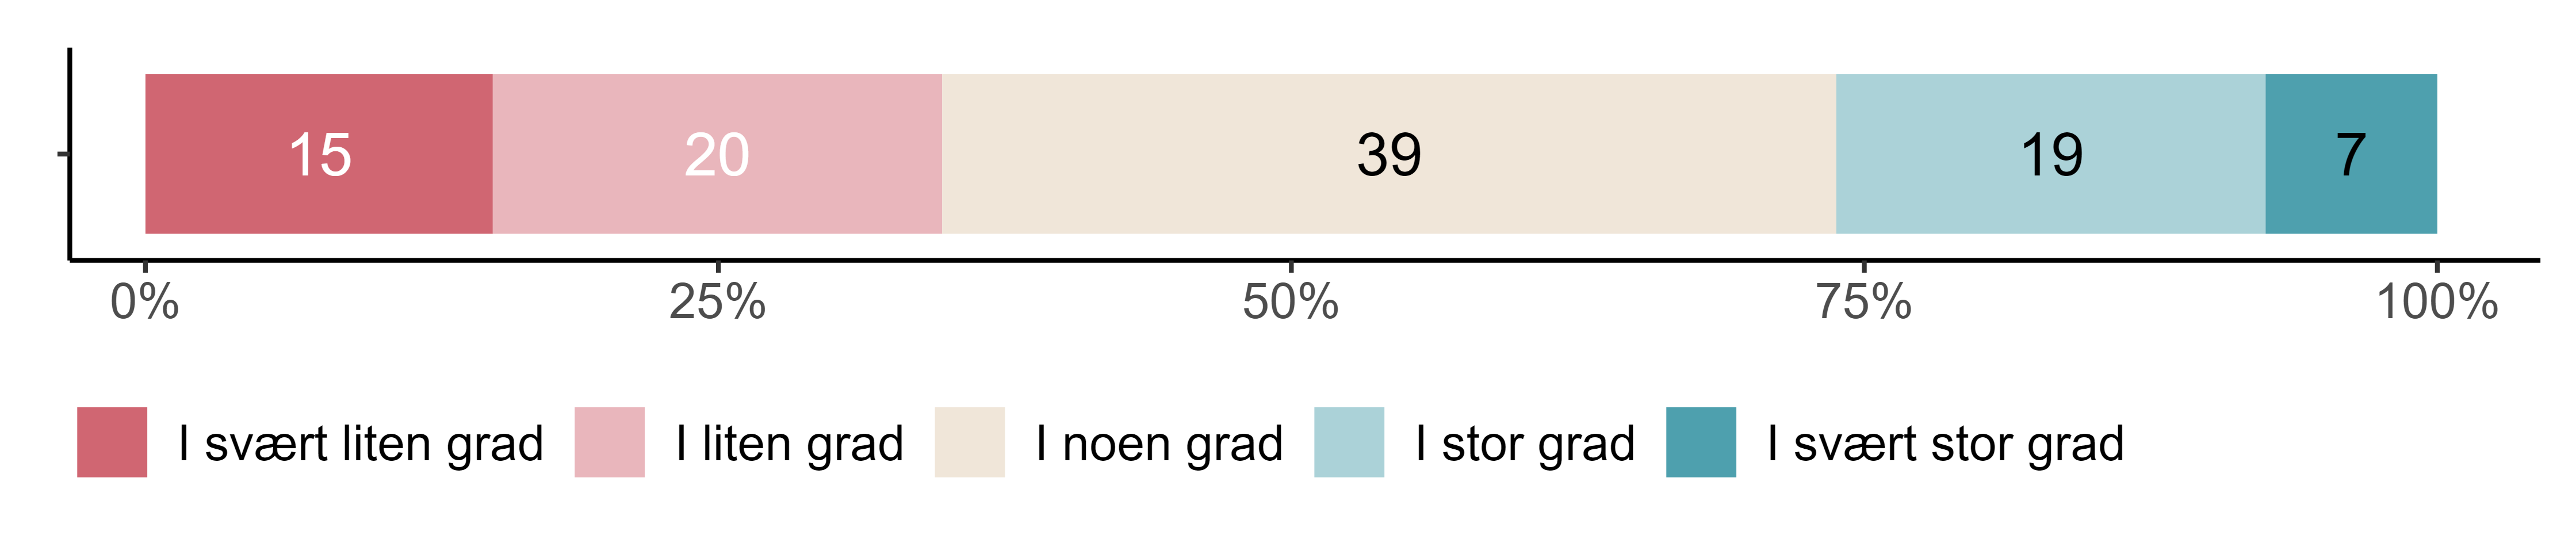 15 20 39 19 7
0% 25% 50% 75% 100%
I svært liten grad I liten grad I noen grad I stor grad I svært stor grad